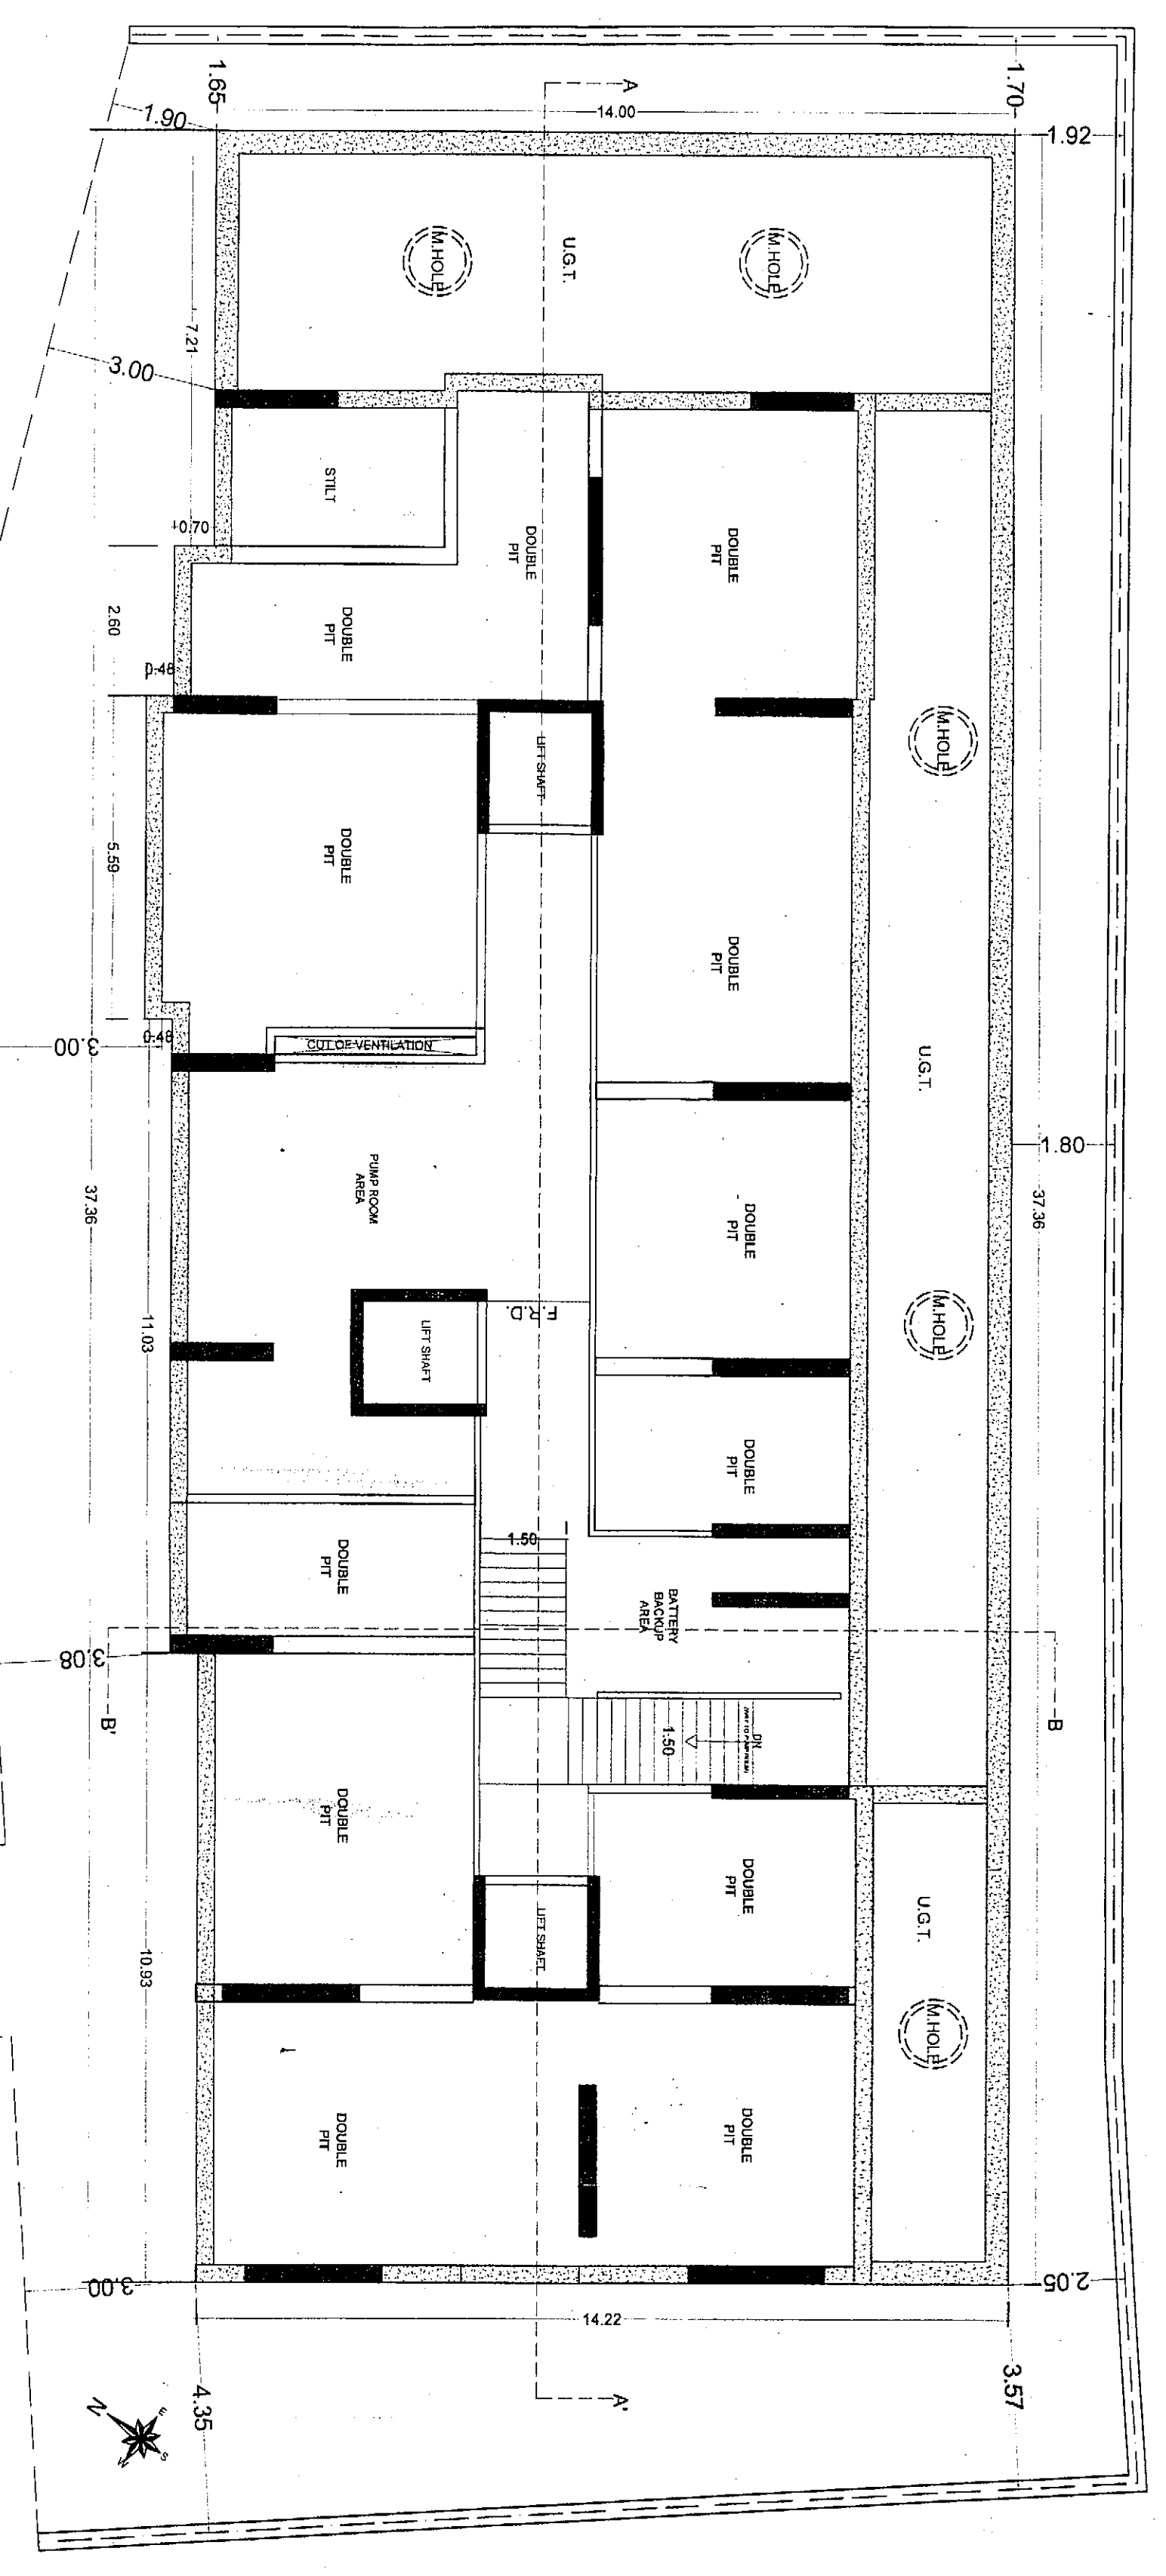 1.65
1.70
A
14.00
1.90
1.92
M.HOLE
U.G.T.
M.HOLE
7.21
3.00
STILT
0.70
DOUBLE
PIT
DOUBLE
PIT
2.60
DOUBLE
PIT
0.48
LIFT SHAFT
M.HOLE
5.59
DOUBLE
PIT
DOUBLE
PIT
0.48
3.00
CUT OF VENTILATION
U.G.T.
1.80
37.36
PUMP ROOM
AREA
DOUBLE
PIT
37.36
F.R.D.
11.03
LIFT SHAFT
M.HOLE
DOUBLE
PIT
1.50
DOUBLE
PIT
BATTERY
BACKUP
AREA
3.08
B'
B
DN
1.50
DOUBLE
PIT
DOUBLE
PIT
U.G.T.
10.93
LIFT SHAFT
M.HOLE
DOUBLE
PIT
DOUBLE
PIT
3.00
2.05
14.22
4.35
A'
3.57
N
E
S
W